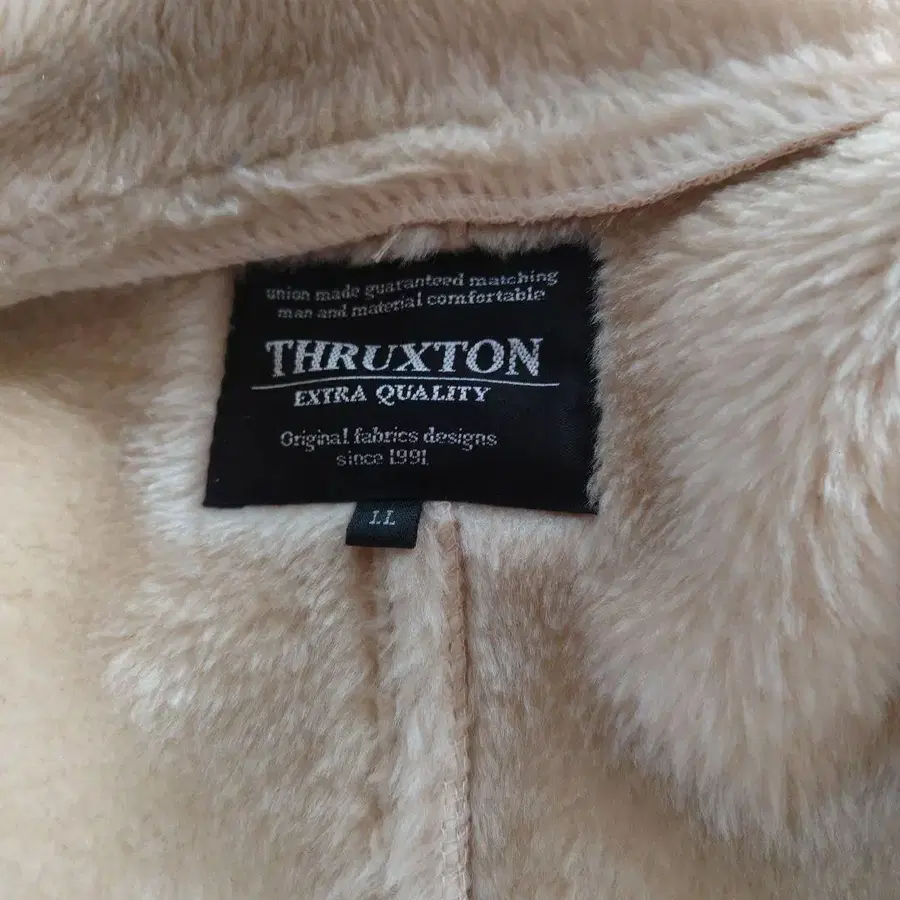 union made guaranteed matching
man and material comfortable
THRUXTON
EXTRA QUALITY
Original fabrics designs
since 1991
LL